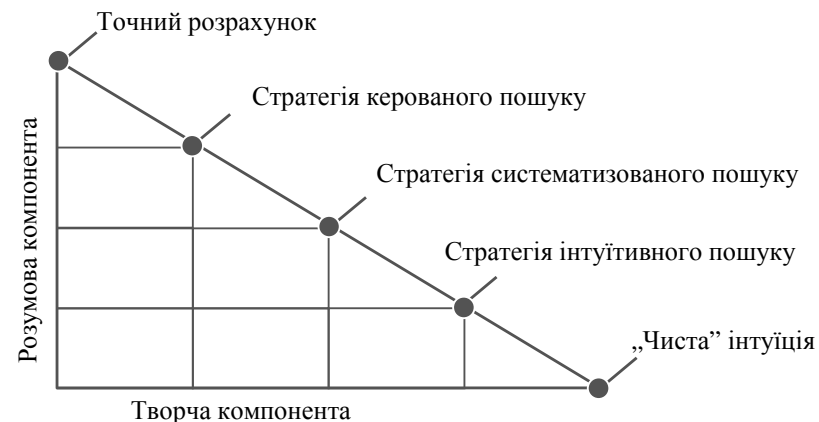 Точний розрахунок
Стратегія керованого пошуку
Стратегія систематизованого пошуку
Стратегія інтуїтивного пошуку
„Чиста” інтуїція
Розумова компонента
Творча компонента